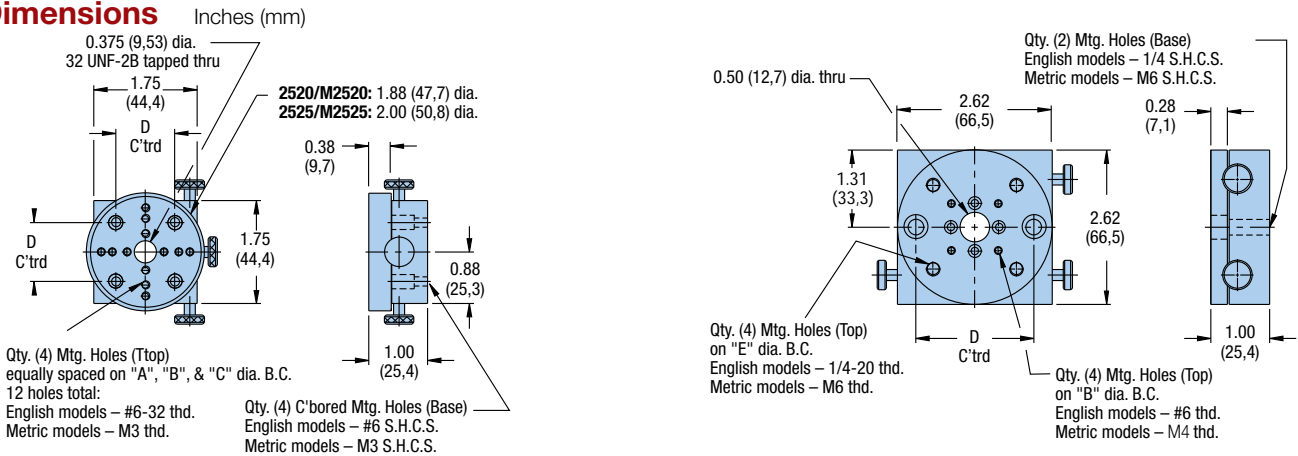 Dimensions Inches (mm)
0.375 (9,53) dia.
32 UNF-2B tapped thru
1.75
(44,4)
D
C'trd
2520/M2520: 1.88 (47,7) dia.
2525/M2525: 2.00 (50,8) dia.
0.38
(9,7)
D
C'trd
1.75
(44,4)
0.88
(25,3)
1.00
(25,4)
Qty. (4) Mtg. Holes (Ttop)
equally spaced on "A", "B", & "C" dia. B.C.
12 holes total:
English models – #6-32 thd.
Metric models – M3 thd.
Qty. (4) C'bored Mtg. Holes (Base)
English models – #6 S.H.C.S.
Metric models – M3 S.H.C.S.
Qty. (2) Mtg. Holes (Base)
English models – 1/4 S.H.C.S.
Metric models – M6 S.H.C.S.
0.50 (12,7) dia. thru
2.62
(66,5)
0.28
(7,1)
1.31
(33,3)
2.62
(66,5)
D
C'trd
1.00
(25,4)
Qty. (4) Mtg. Holes (Top)
on "E" dia. B.C.
English models – 1/4-20 thd.
Metric models – M6 thd.
Qty. (4) Mtg. Holes (Top)
on "B" dia. B.C.
English models – #6 thd.
Metric models – M4 thd.